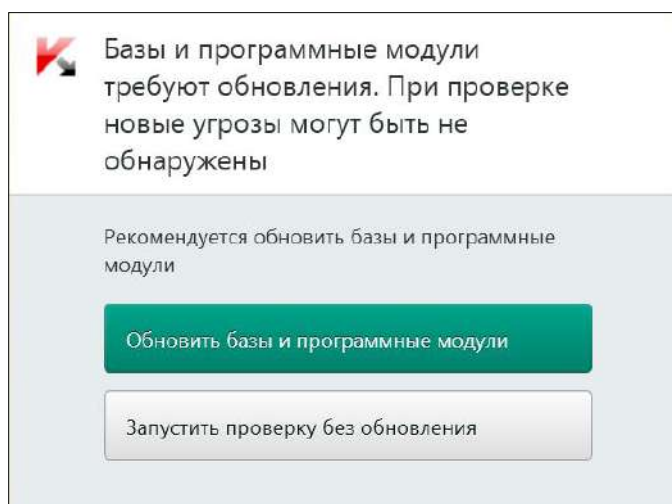 Базы и программные модули
требуют обновления. При проверке
новые угрозы могут быть не
обнаружены
Рекомендуется обновить базы и программные
модули
Обновить базы и программные модули
Запустить проверку без обновления